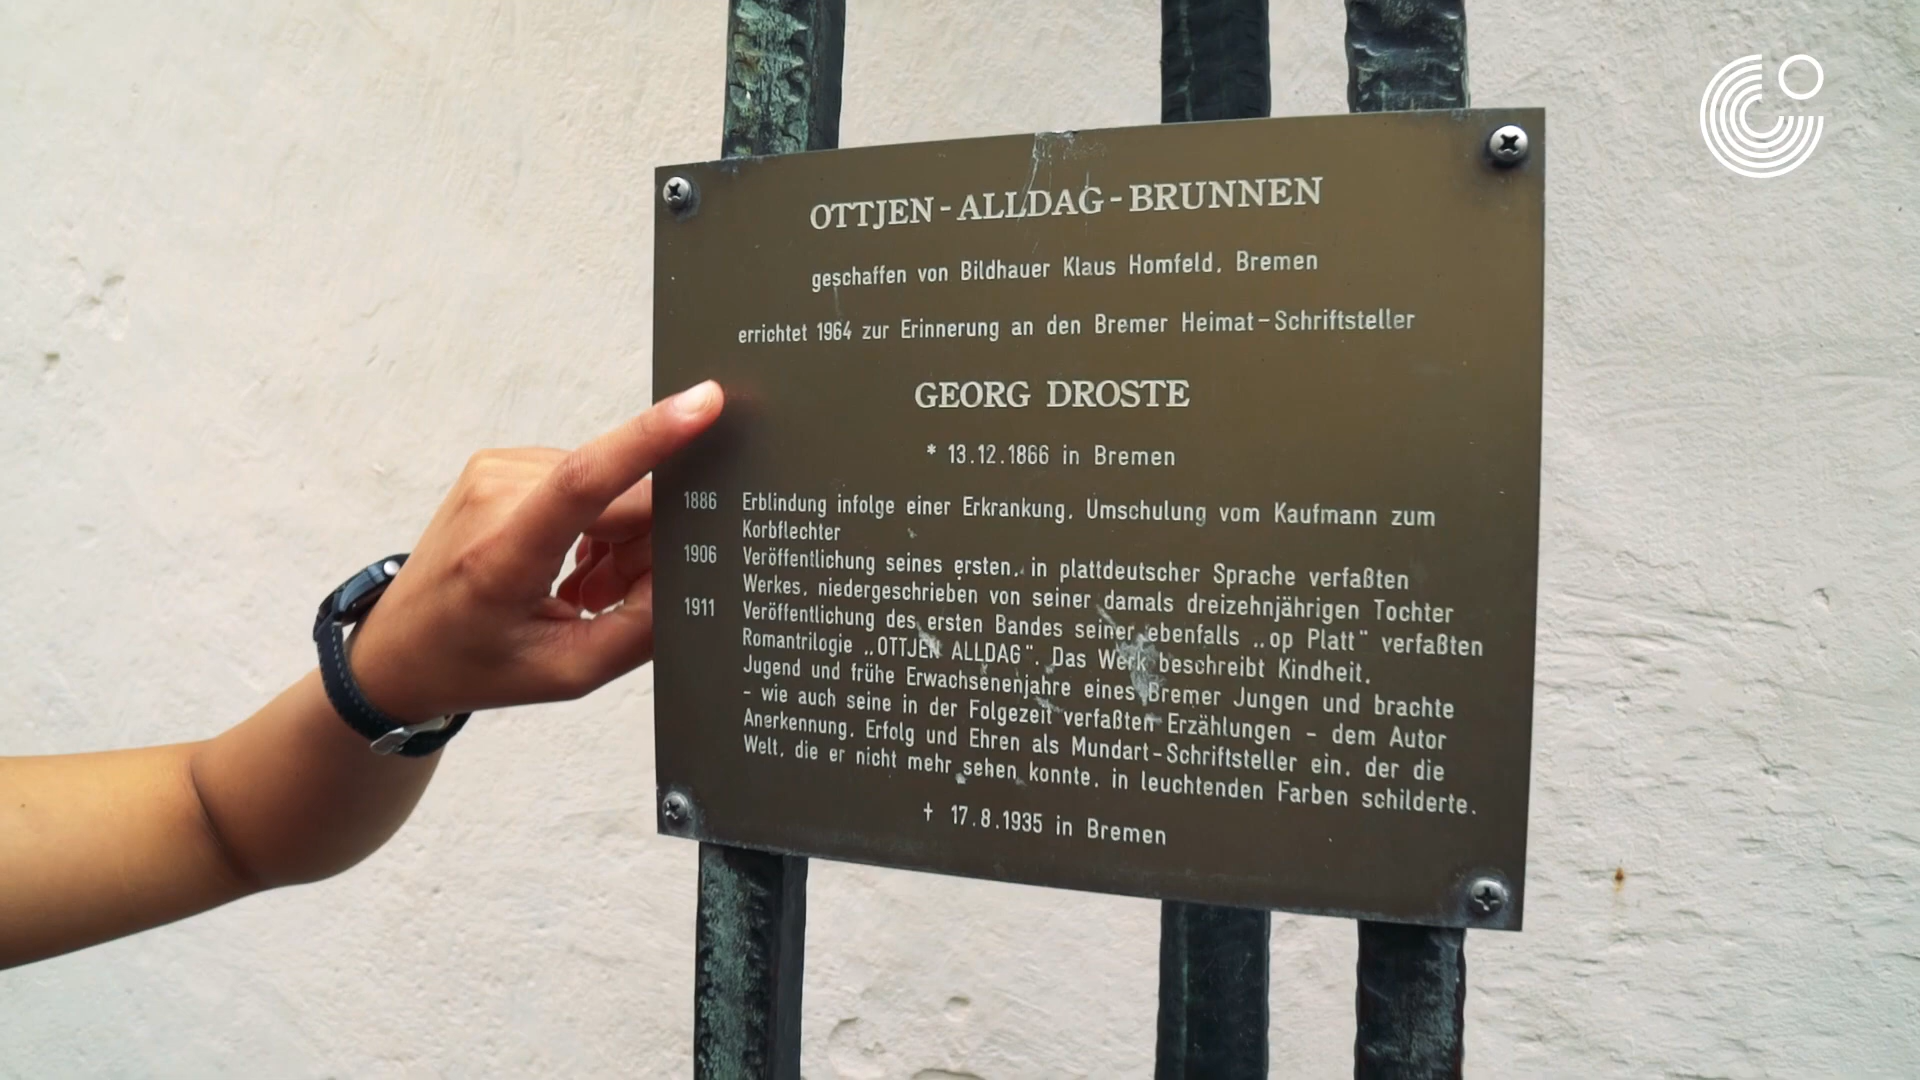 OTTJEN-ALLDAG-BRUNNEN
geschaffen von Bildhauer Klaus Homfeld, Bremen
errichtet 1964 zur Erinnerung an den Bremer Heimat-Schriftsteller
GEORG DROSTE
* 13.12.1866 in Bremen
1886 Erblindung infolge einer Erkrankung, Umschulung vom Kaufmann zum
Korbflechter
1906 Veröffentlichung seines ersten, in plattdeutscher Sprache verfaßten
Werkes, niedergeschrieben von seiner damals dreizehnjährigen Tochter
1911 Veröffentlichung des ersten Bandes seiner ebenfalls „op Platt" verfaßten
Romantrilogie „OTTJEN ALLDAG". Das Werk beschreibt Kindheit,
Jugend und frühe Erwachsenenjahre eines Bremer Jungen und brachte
- wie auch seine in der Folgezeit verfaßten Erzählungen - dem Autor
Anerkennung, Erfolg und Ehren als Mundart-Schriftsteller ein, der die
Welt, die er nicht mehr sehen konnte, in leuchtenden Farben schilderte.
† 17.8.1935 in Bremen